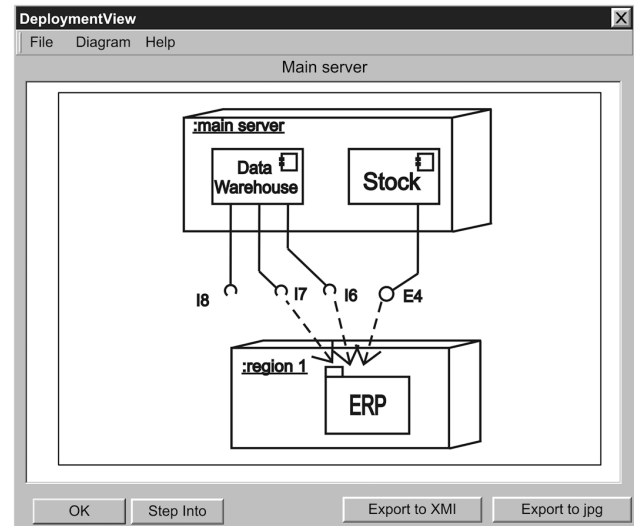 DeploymentView X
File Diagram Help
Main server
:main server
Data
Warehouse
Stock
I8 I7 I6 E4
:region 1
ERP
OK Step Into Export to XMI Export to jpg